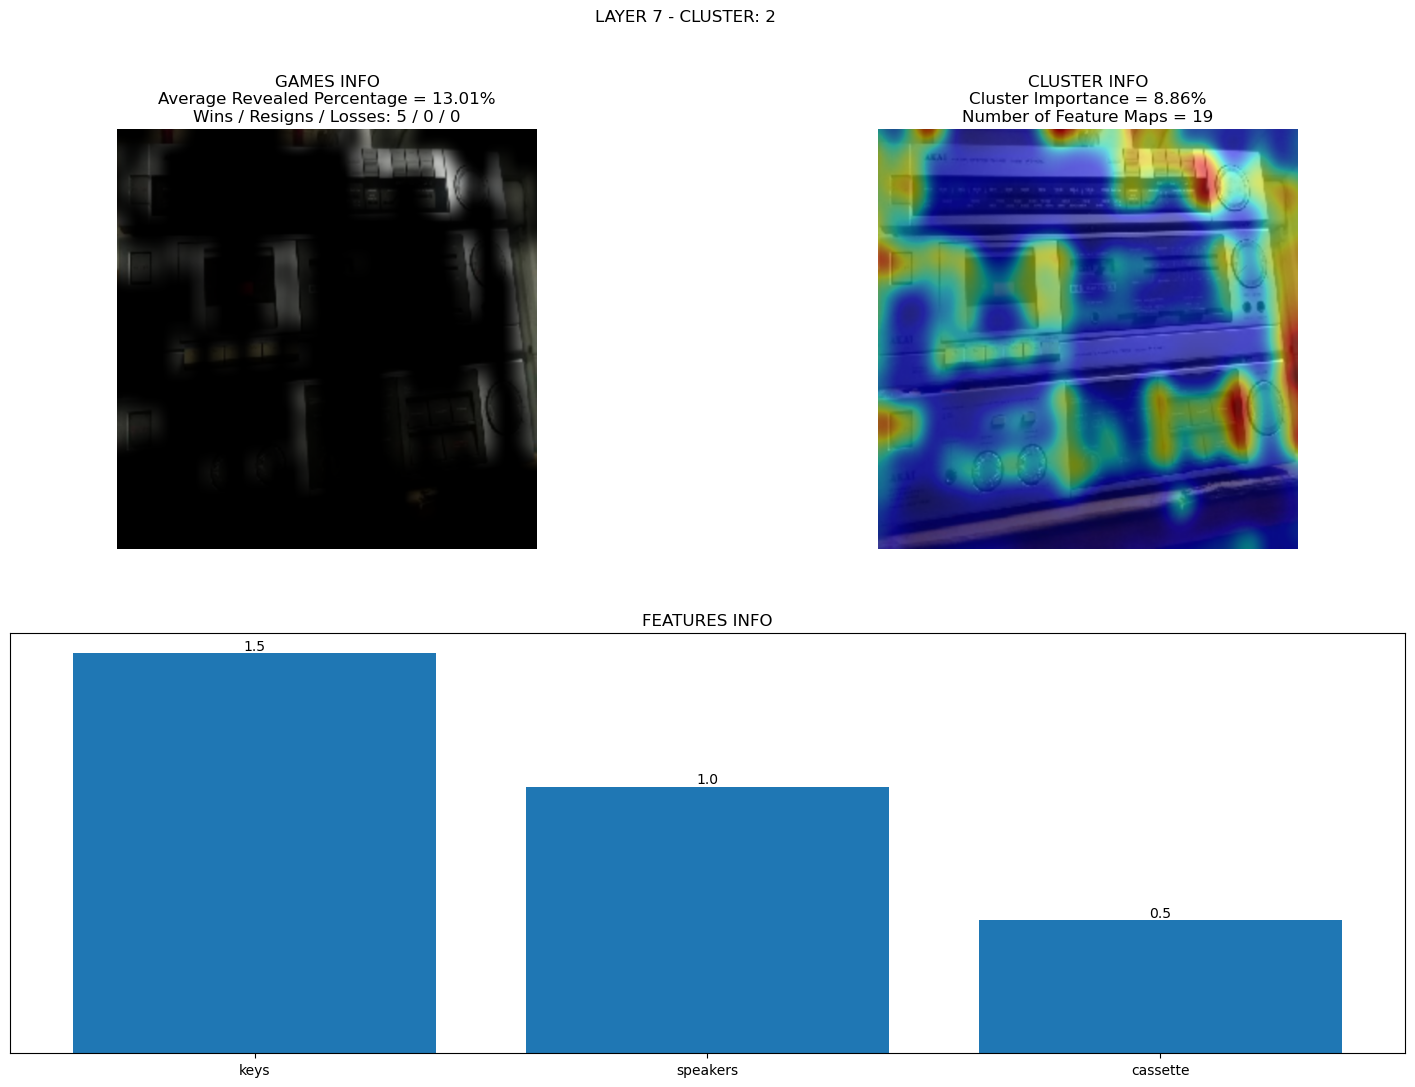 LAYER 7 - CLUSTER: 2
GAMES INFO
Average Revealed Percentage = 13.01%
Wins / Resigns / Losses: 5 / 0 / 0
CLUSTER INFO
Cluster Importance = 8.86%
Number of Feature Maps = 19
AKAI
FEATURES INFO
1.5
1.0
0.5
keys
speakers
cassette